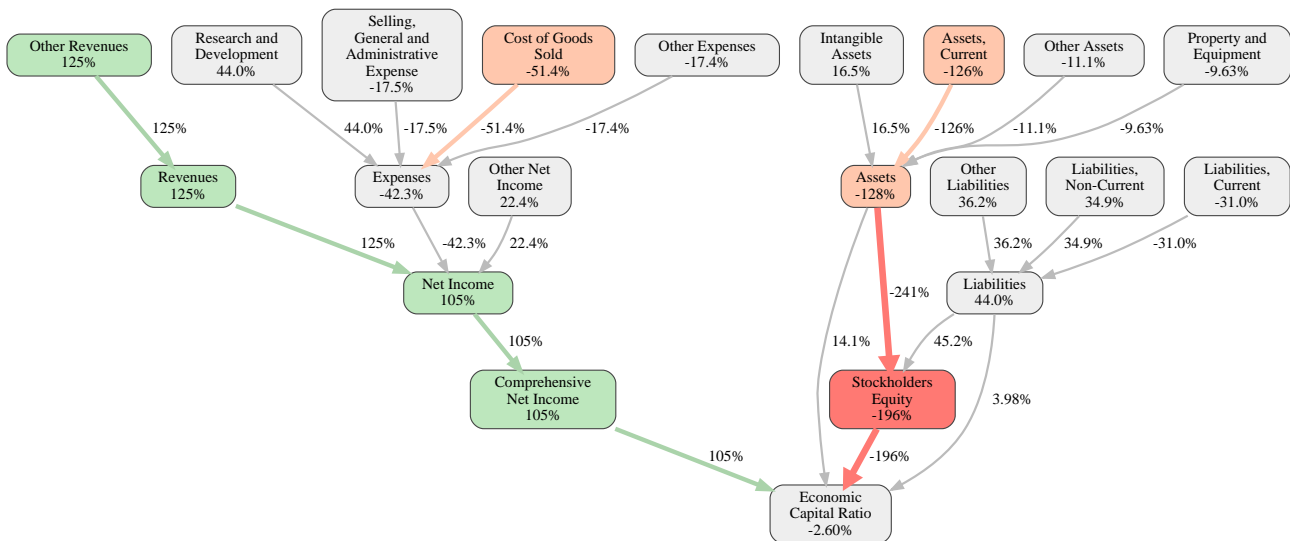 Other Revenues
125%
Research and
Development
44.0%
Selling,
General and
Administrative
Expense
-17.5%
Cost of Goods
Sold
-51.4%
Other Expenses
-17.4%
Intangible
Assets
16.5%
Assets,
Current
-126%
Other Assets
-11.1%
Property and
Equipment
-9.63%
125%
44.0%
-17.5%
-51.4%
-17.4%
16.5%
-126%
-11.1%
-9.63%
Revenues
125%
Expenses
-42.3%
Other Net
Income
22.4%
Assets
-128%
Other
Liabilities
36.2%
Liabilities,
Non-Current
34.9%
Liabilities,
Current
-31.0%
125%
-42.3%
22.4%
36.2%
34.9%
-31.0%
Net Income
105%
-241%
Liabilities
44.0%
105%
14.1%
45.2%
Comprehensive
Net Income
105%
Stockholders
Equity
-196%
3.98%
105%
-196%
Economic
Capital Ratio
-2.60%